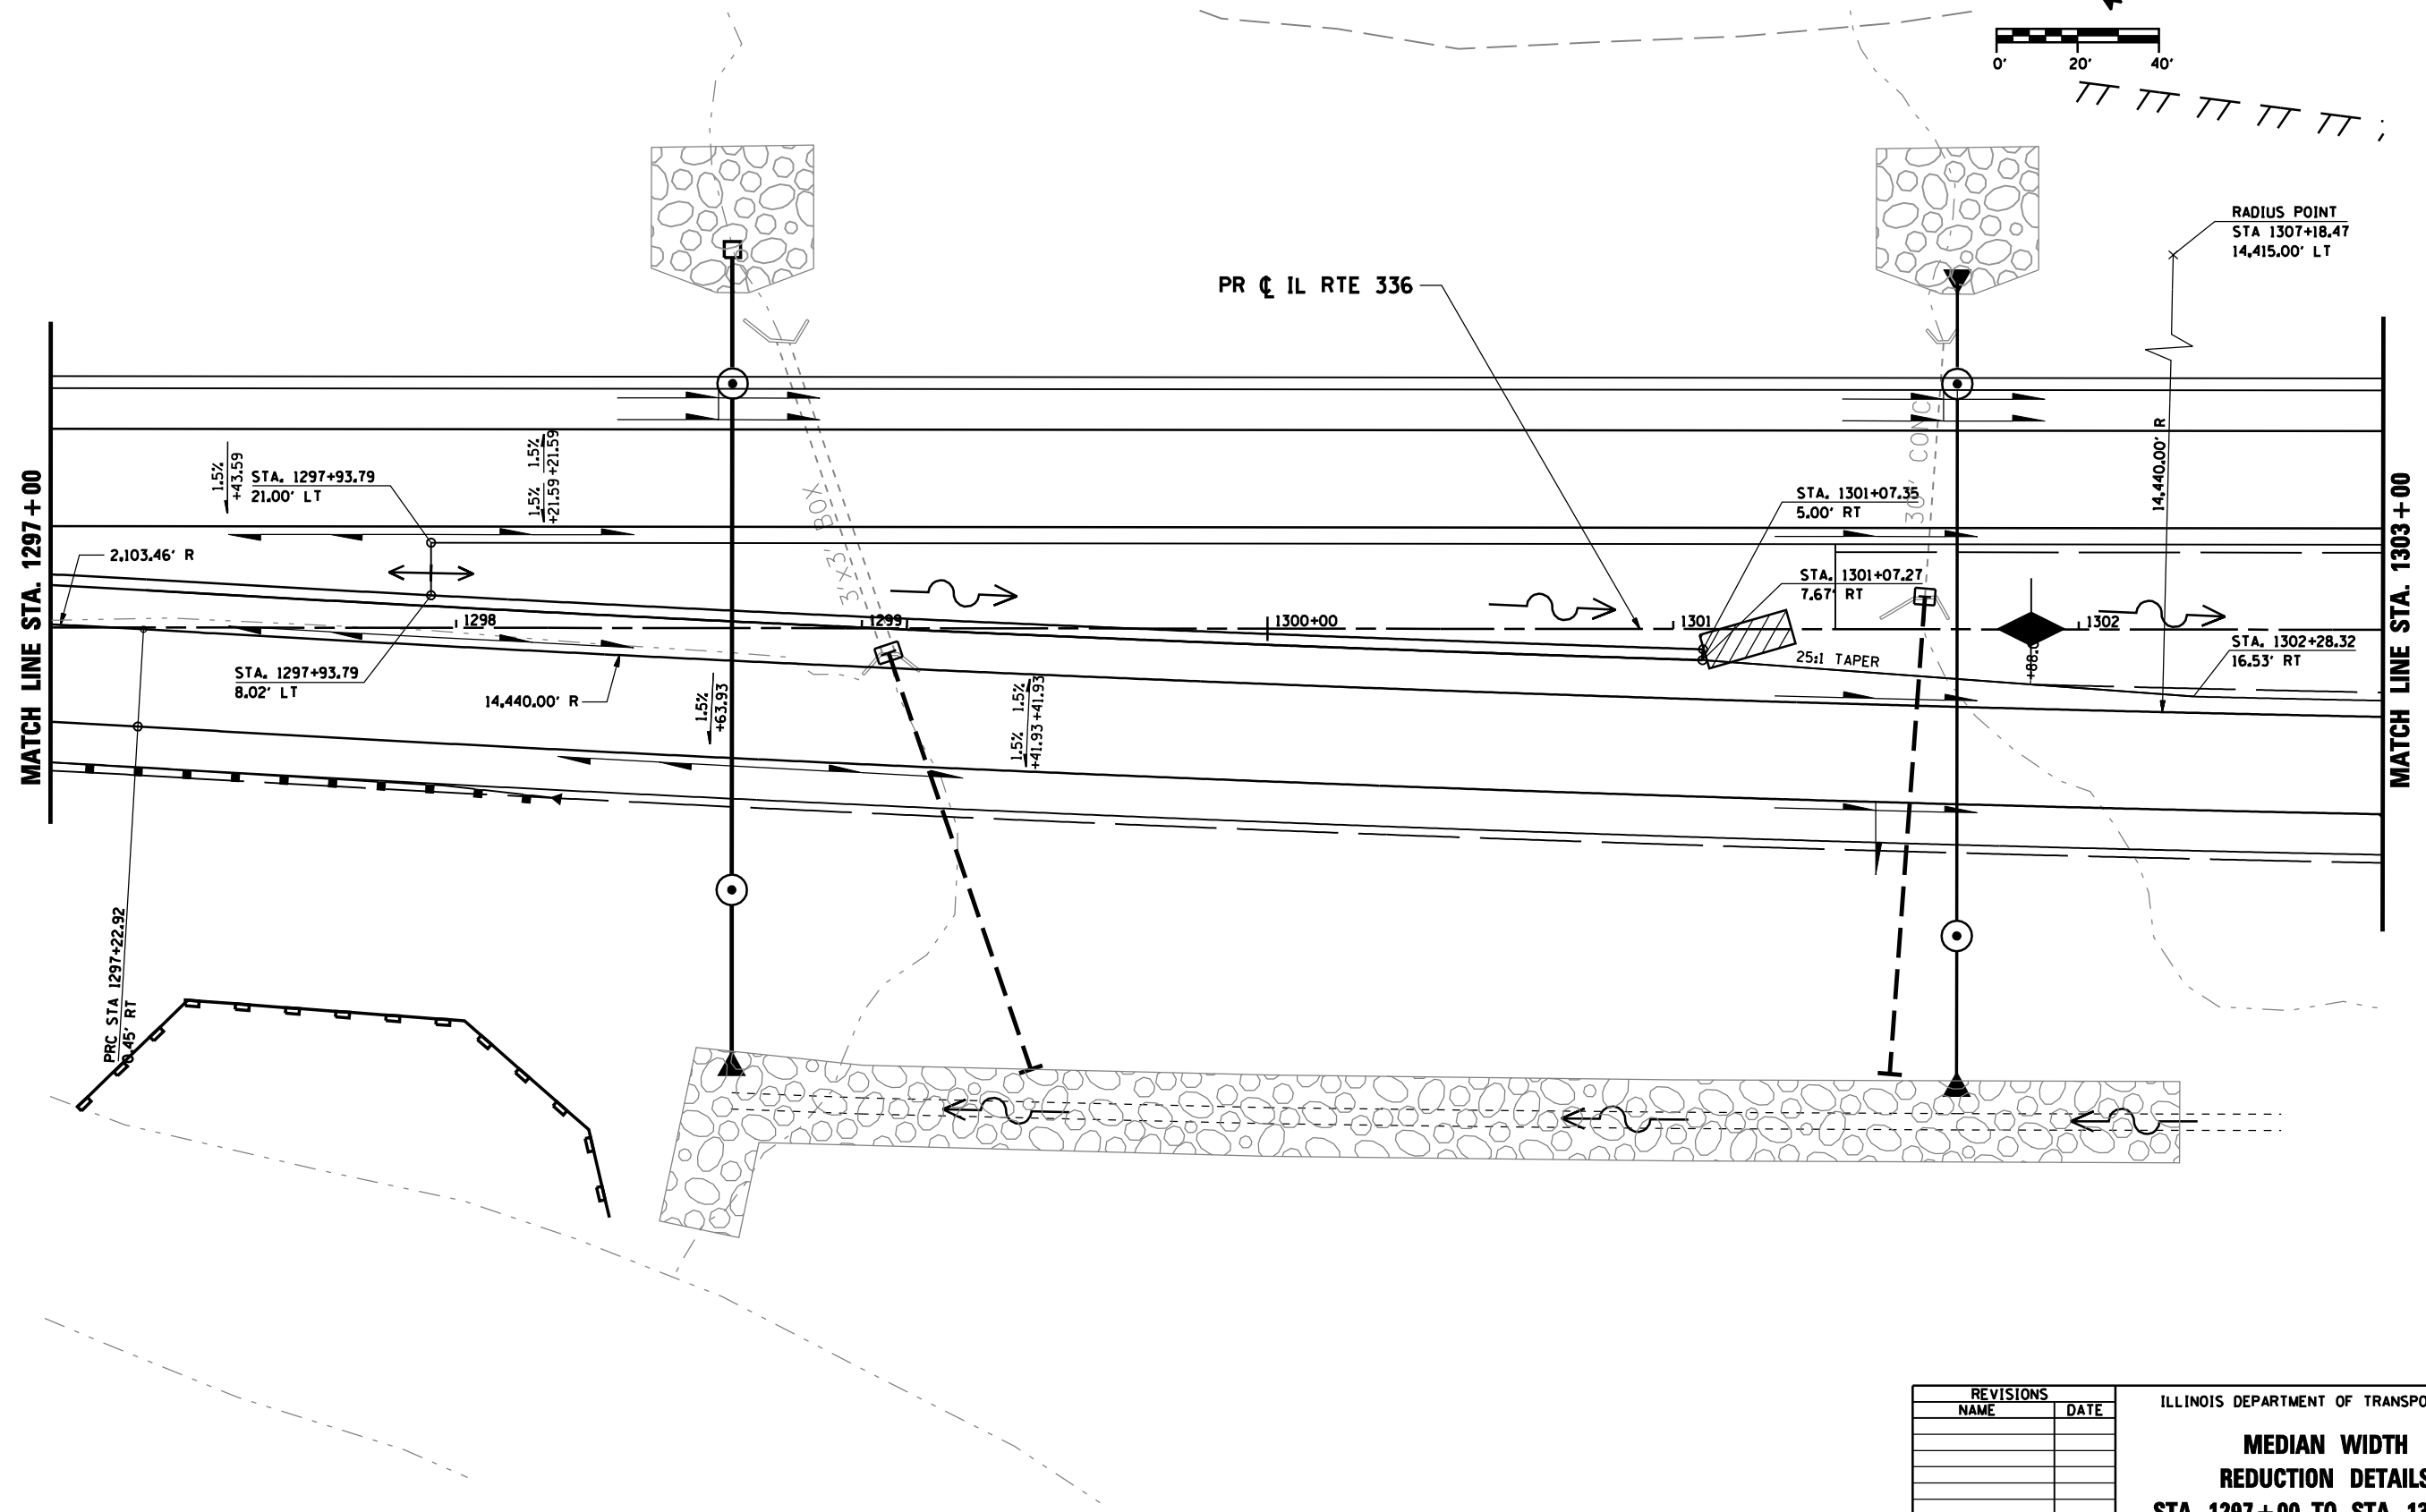 0' 20' 40'
RADIUS POINT
STA 1307+18.47
14,415.00' LT
PR ℄ IL RTE 336
14,440.00' R
30' CONC
3'X3' BOX
MATCH LINE STA. 1297+00
MATCH LINE STA. 1303+00
1.5%
+43.59
STA. 1297+93.79
21.00' LT
1.5% 1.5%
+21.59 +21.59
2,103.46' R
STA. 1301+07.35
5.00' RT
STA. 1301+07.27
7.67' RT
1298
1299
1300+00
1301
1302
25:1 TAPER
STA. 1302+28.32
16.53' RT
STA. 1297+93.79
8.02' LT
14,440.00' R
1.5%
+63.93
1.5% 1.5%
+41.93 +41.93
PRC STA 1297+22.92
0.45' RT
REVISIONS
NAME DATE
ILLINOIS DEPARTMENT OF
MEDIAN WIDTH
REDUCTION DETAILS
STA. 1297+00 TO STA.